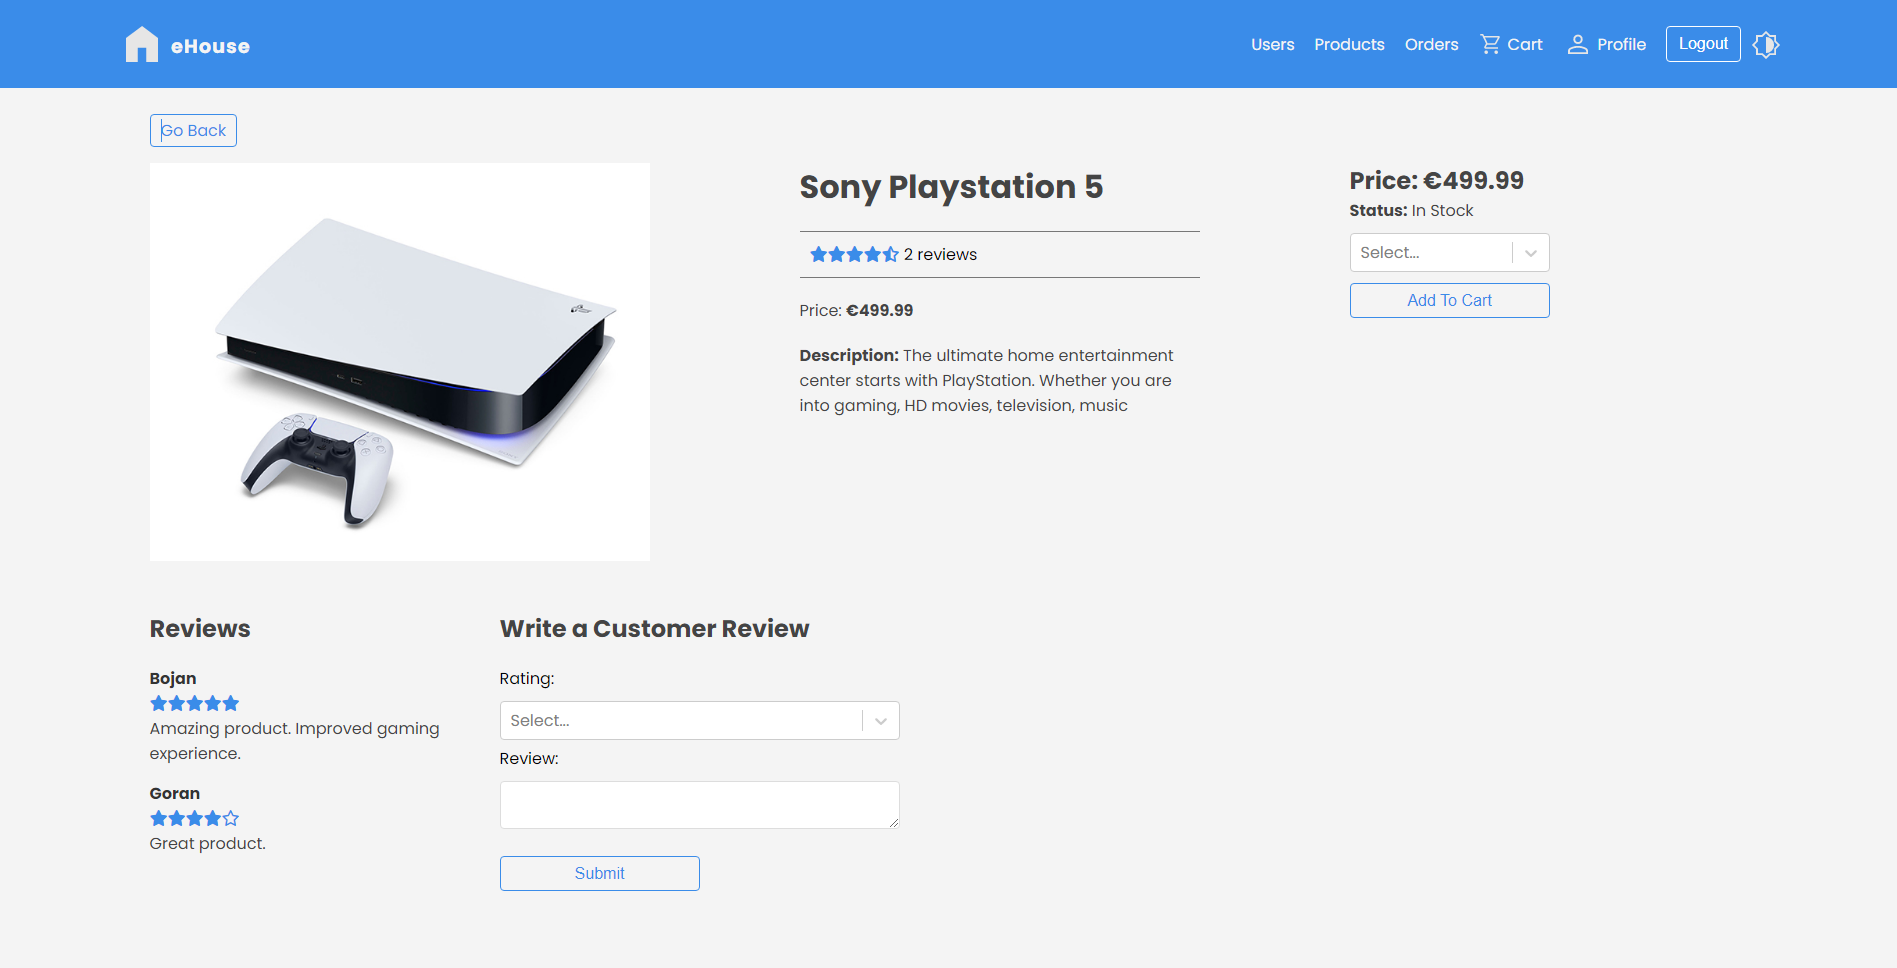 eHouse
Users Products Orders Cart Profile Logout
Go Back
Sony Playstation 5
2 reviews
Price: €499.99
Description: The ultimate home entertainment
center starts with PlayStation. Whether you are
into gaming, HD movies, television, music
Price: €499.99
Status: In Stock
Select...
Add To Cart
Reviews
Bojan
Amazing product. Improved gaming
experience.
Goran
Great product.
Write a Customer Review
Rating:
Select...
Review:
Submit